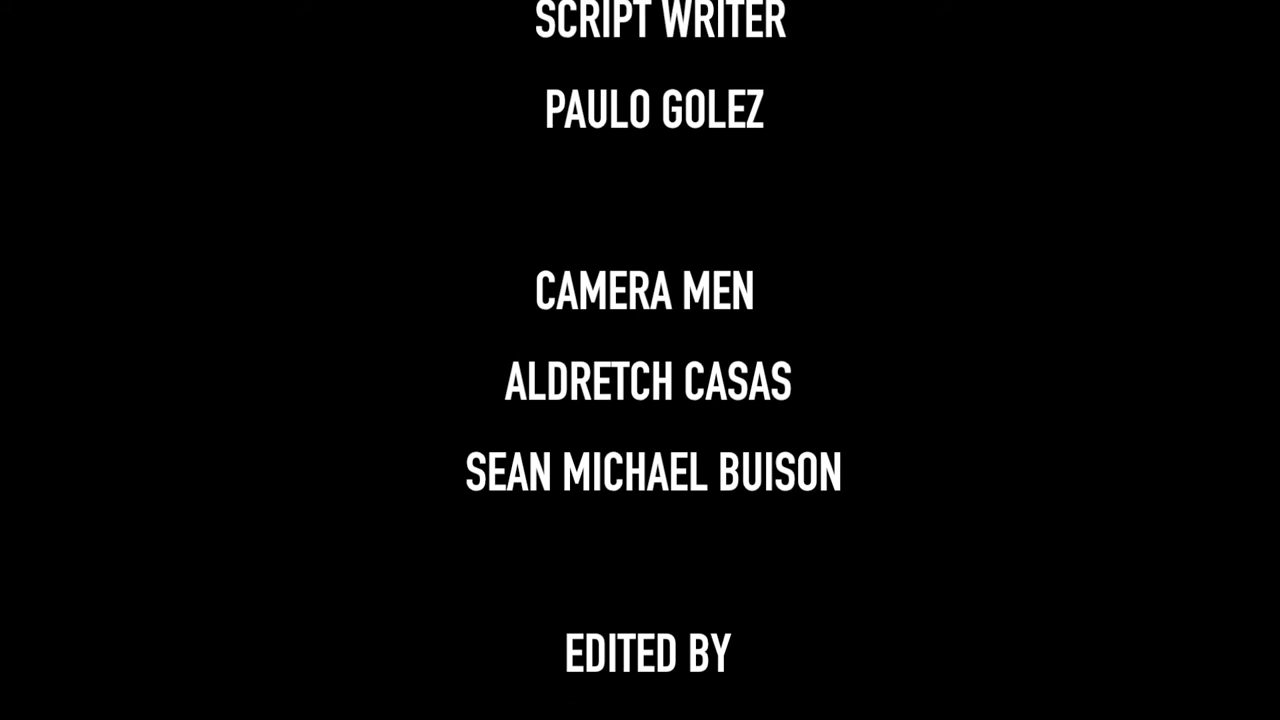 SCRIPT WRITER
PAULO GOLEZ
CAMERA MEN
ALDRETCH CASAS
SEAN MICHAEL BUISON
EDITED BY